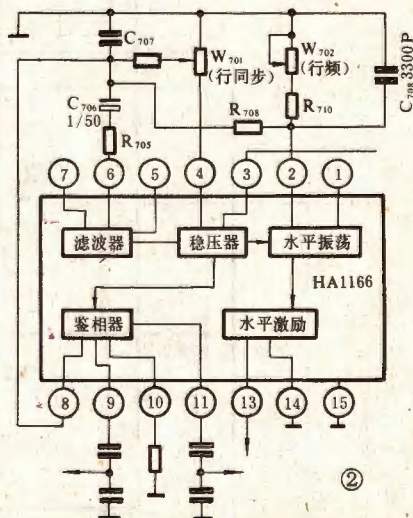 C₇₀₇
W₇₀₁
(行同步)
W₇₀₂
(行频)
C₇₀₈ 3300P
C₇₀₆
1/50
R₇₀₈
R₇₁₀
R₇₀₅
7 6 5 4 3 2 1
滤波器 稳压器 水平振荡
HA1166
鉴相器 水平激励
8 9 10 11 13 14 15
②